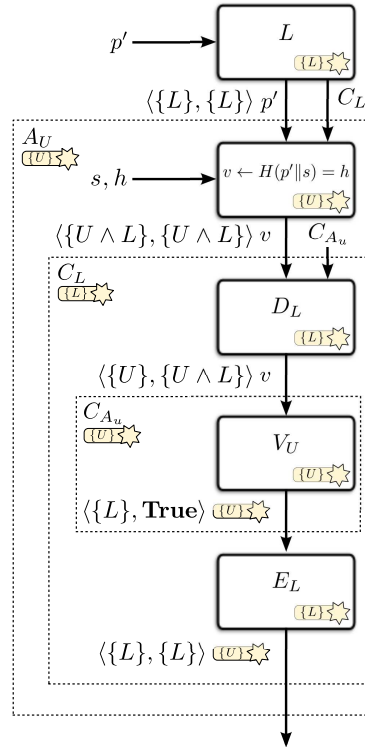 L
p′
{L}
⟨{L}, {L}⟩ p′
C_L
A_U
{U}
s, h
v ← H(p′‖s) = h
{U}
⟨{U ∧ L}, {U ∧ L}⟩ v
C_{A_u}
C_L
{L}
D_L
{L}
⟨{U}, {U ∧ L}⟩ v
C_{A_u}
{U}
V_U
{U}
⟨{L}, True⟩ {U}
E_L
{L}
⟨{L}, {L}⟩ {U}